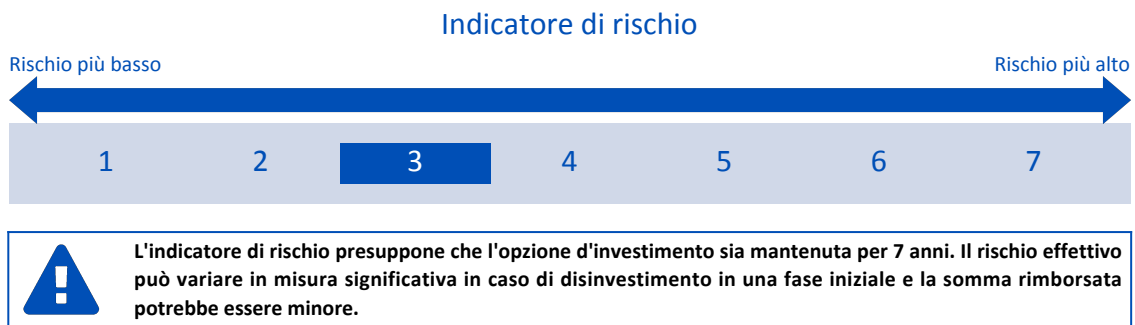 Indicatore di rischio
Rischio più basso Rischio più alto
1 2 3 4 5 6 7
L'indicatore di rischio presuppone che l'opzione d'investimento sia mantenuta per 7 anni. Il rischio effettivo
può variare in misura significativa in caso di disinvestimento in una fase iniziale e la somma rimborsata
potrebbe essere minore.